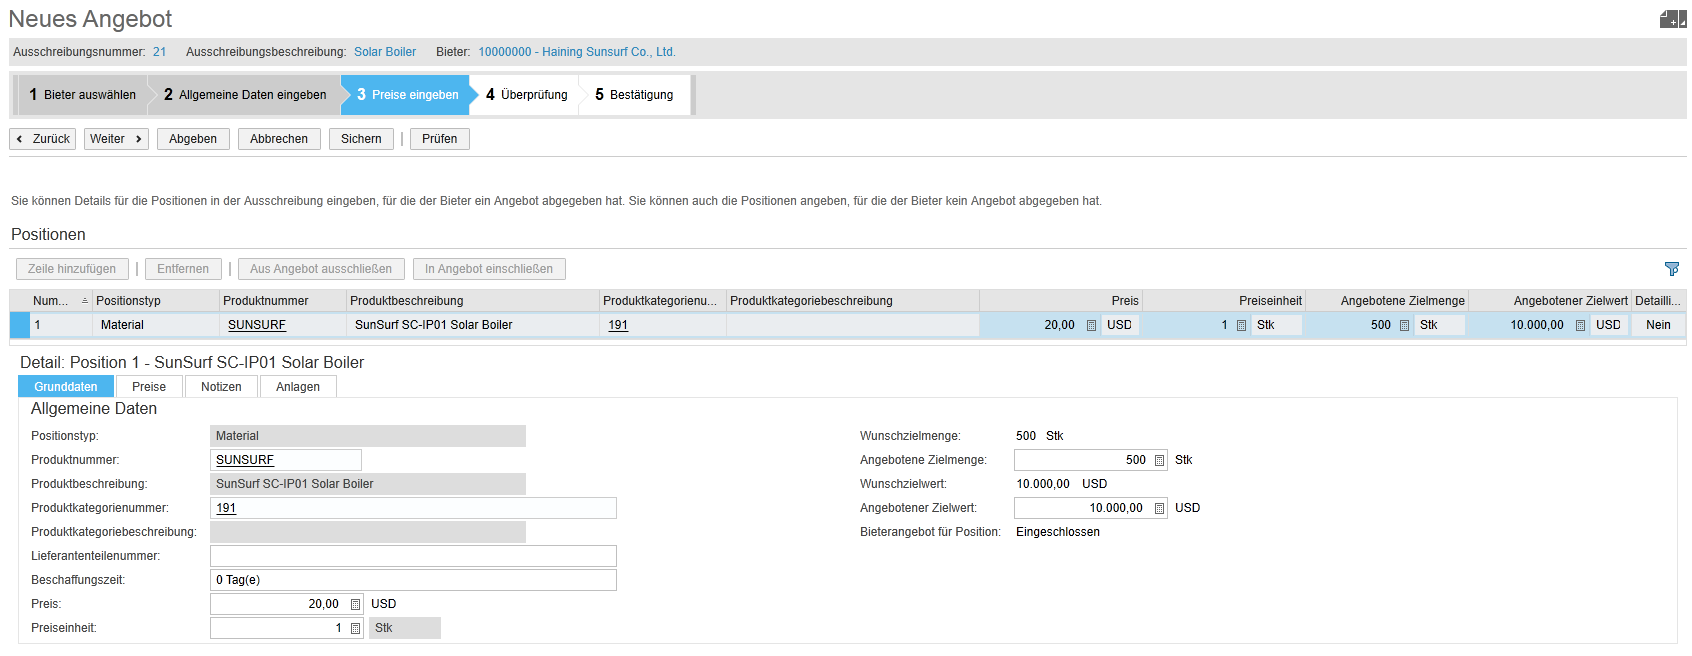 Neues Angebot
Ausschreibungsnummer: 21 Ausschreibungsbeschreibung: Solar Boiler Bieter: 10000000 - Haining Sunsurf Co., Ltd.
1 Bieter auswählen 2 Allgemeine Daten eingeben 3 Preise eingeben 4 Überprüfung 5 Bestätigung
Zurück Weiter Abgeben Abbrechen Sichern Prüfen
Sie können Details für die Positionen in der Ausschreibung eingeben, für die der Bieter ein Angebot abgegeben hat. Sie können auch die Positionen angeben, für die der Bieter kein Angebot abgegeben hat.
Positionen
Zeile hinzufügen Entfernen Aus Angebot ausschließen In Angebot einschließen
Num... Positionstyp Produktnummer Produktbeschreibung Produktkategorienu... Produktkategoriebeschreibung Preis Preiseinheit Angebotene Zielmenge Angebotener Zielwert Detailli...
1 Material SUNSURF SunSurf SC-IP01 Solar Boiler 191 20,00 USD 1 Stk 500 Stk 10.000,00 USD Nein
Detail: Position 1 - SunSurf SC-IP01 Solar Boiler
Grunddaten Preise Notizen Anlagen
Allgemeine Daten
Positionstyp: Material Wunschzielmenge: 500 Stk
Produktnummer: SUNSURF Angebotene Zielmenge: 500 Stk
Produktbeschreibung: SunSurf SC-IP01 Solar Boiler Wunschzielwert: 10.000,00 USD
Produktkategorienummer: 191 Angebotener Zielwert: 10.000,00 USD
Produktkategoriebeschreibung: Bieterangebot für Position: Eingeschlossen
Lieferantenteilenummer:
Beschaffungszeit: 0 Tag(e)
Preis: 20,00 USD
Preiseinheit: 1 Stk